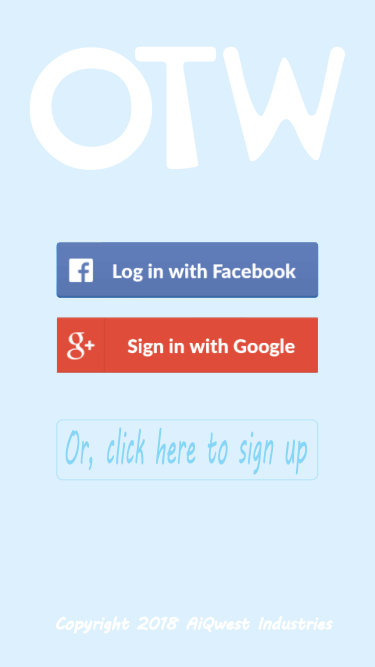 OTW
Log in with Facebook
g+ Sign in with Google
Or, click here to sign up
Copyright 2018 AiQwest Industries